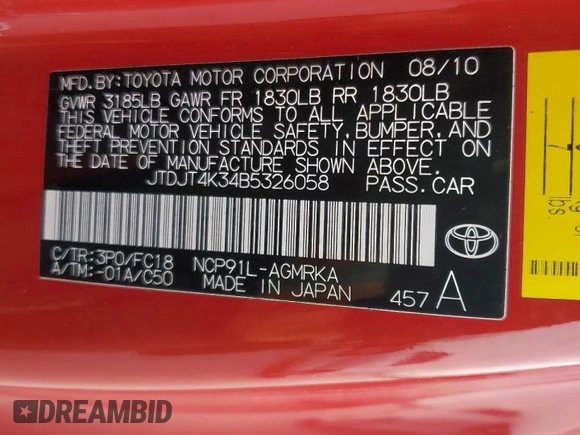 MFD.BY:TOYOTA MOTOR CORPORATION 08/10
GVWR 3185LB GAWR FR 1830LB RR 1830LB
THIS VEHICLE CONFORMS TO ALL APPLICABLE
FEDERAL MOTOR VEHICLE SAFETY, BUMPER, AND
THEFT PREVENTION STANDARDS IN EFFECT ON
THE DATE OF MANUFACTURE SHOWN ABOVE.
JTDJT4K34B5326058 PASS.CAR
C/TR:3P0/FC18 NCP91L-AGMRKA
A/TM:-01A/C50 MADE IN JAPAN 457 A
TOYOTA
DREAMBID